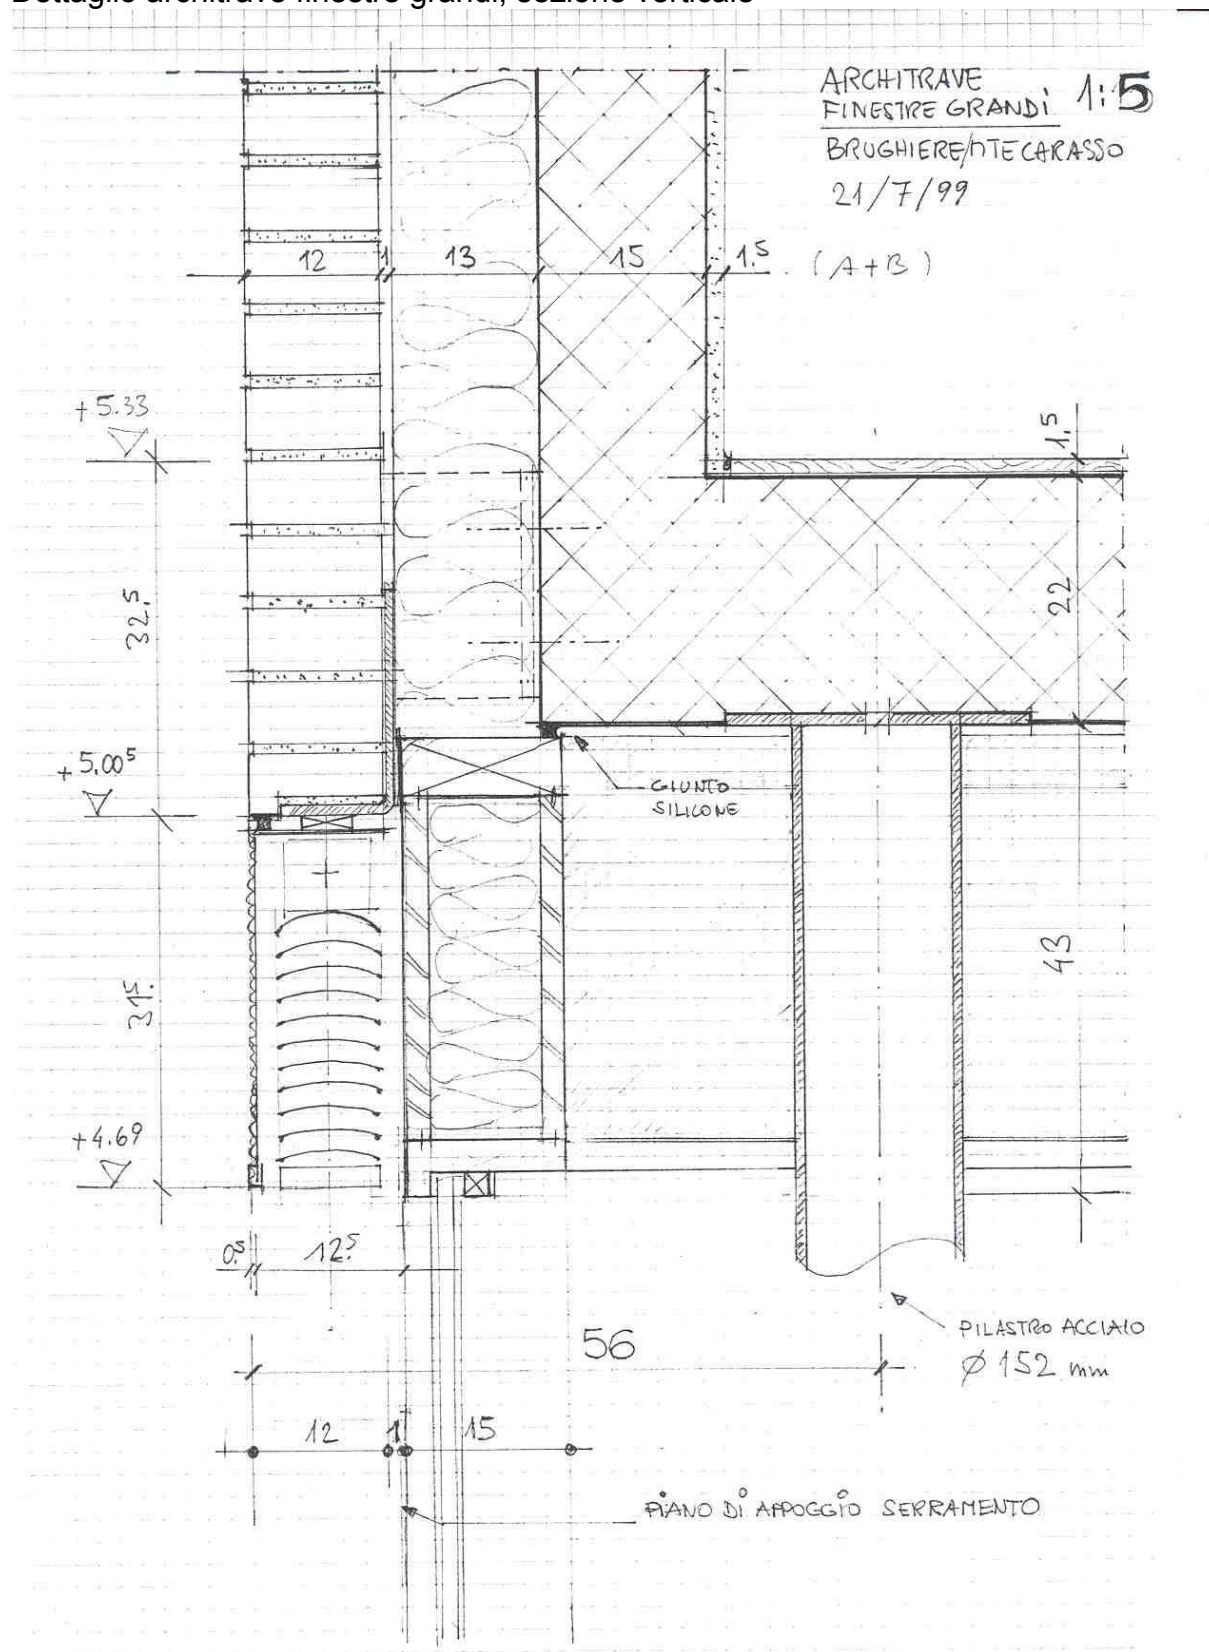 Dettaglio architrave finestre grandi, sezione verticale
ARCHITRAVE 1:5
FINESTRE GRANDI
BRUGHIERE/MTE CARASSO
21/7/99
(A+B)
12 1 13 15 1.5
+5.33
1,5
32,5
22
+5.005
GIUNTO
SILICONE
31,5
43
+4.69
0,5 12,5
56
PILASTRO ACCIAIO
Ø 152 mm
12 1 15
PIANO DI APPOGGIO SERRAMENTO